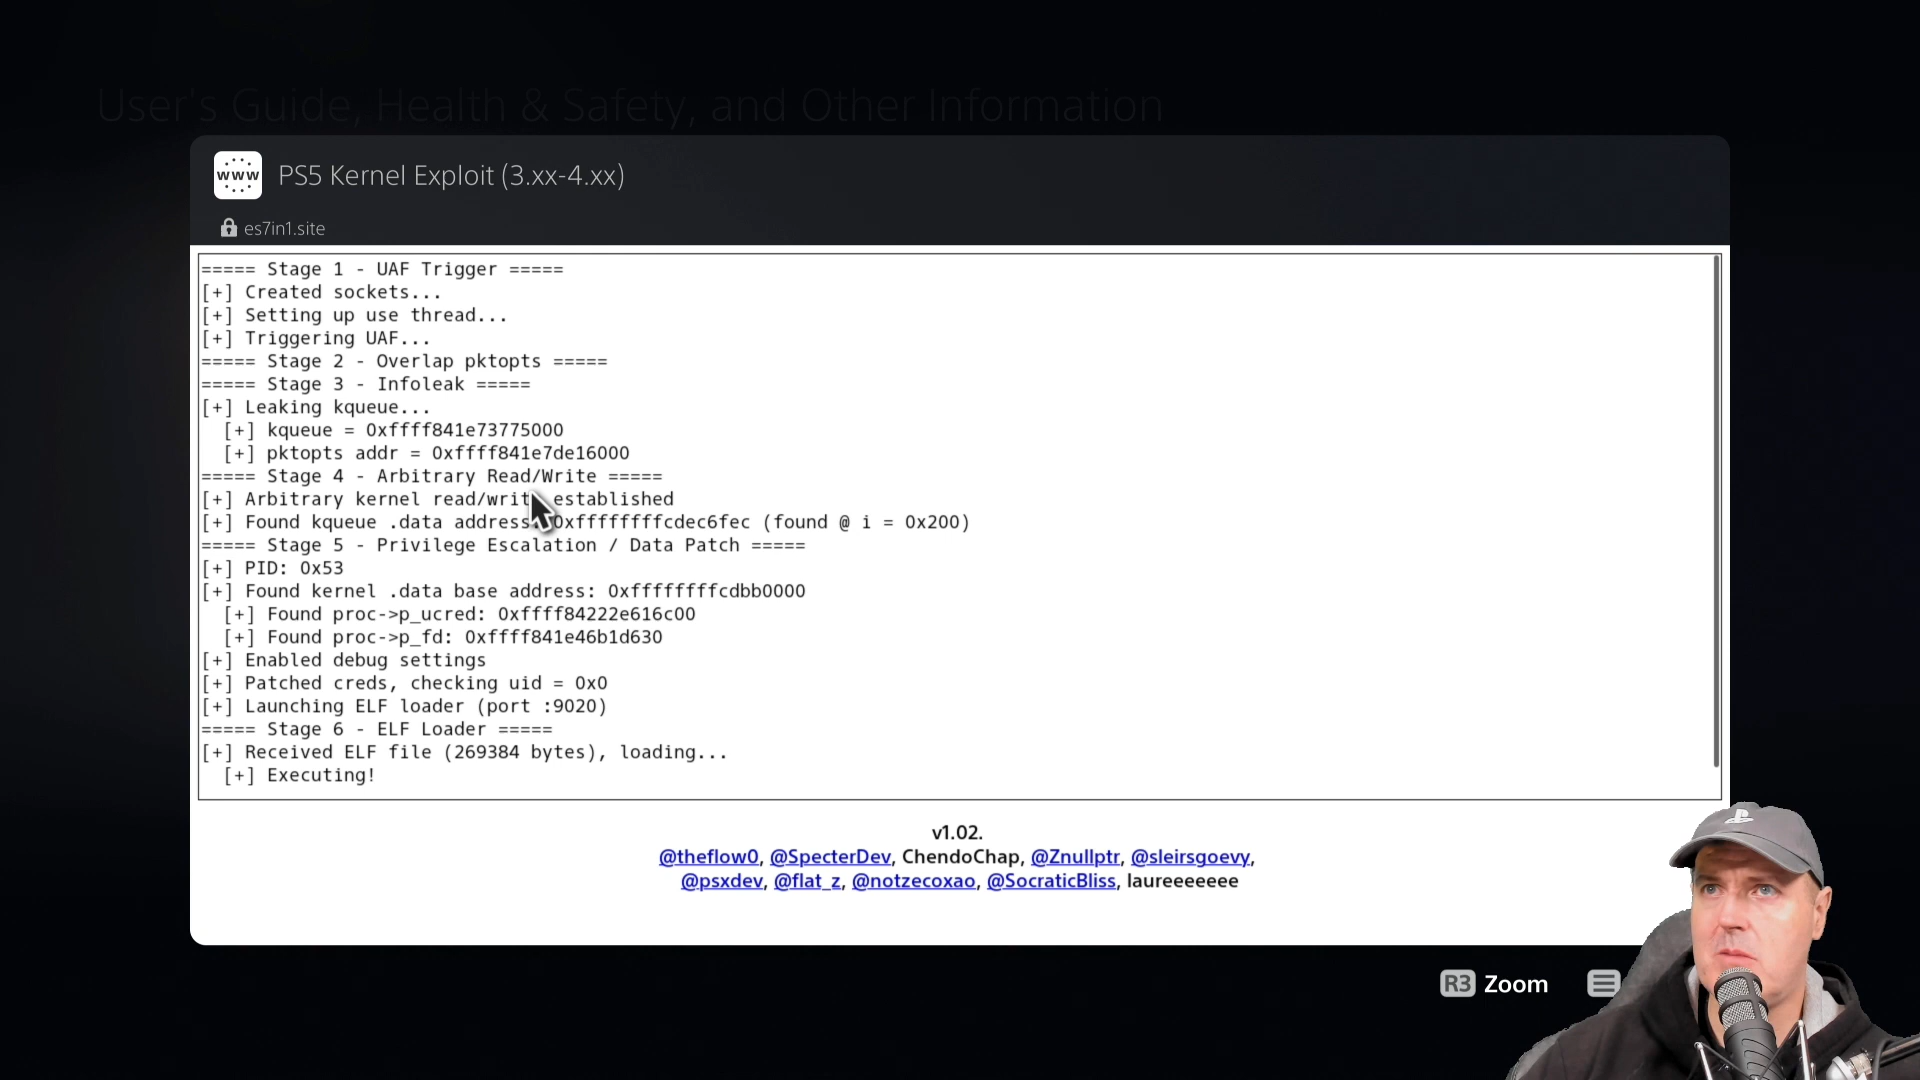 User's Guide, Health & Safety, and Other Information
www
PS5 Kernel Exploit (3.xx-4.xx)
es7in1.site
===== Stage 1 - UAF Trigger =====
[+] Created sockets...
[+] Setting up use thread...
[+] Triggering UAF...
===== Stage 2 - Overlap pktopts =====
===== Stage 3 - Infoleak =====
[+] Leaking kqueue...
[+] kqueue = 0xffff841e73775000
[+] pktopts addr = 0xffff841e7de16000
===== Stage 4 - Arbitrary Read/Write =====
[+] Arbitrary kernel read/write established
[+] Found kqueue .data address: 0xffffffffcdec6fec (found @ i = 0x200)
===== Stage 5 - Privilege Escalation / Data Patch =====
[+] PID: 0x53
[+] Found kernel .data base address: 0xffffffffcdbb0000
[+] Found proc->p_ucred: 0xffff84222e616c00
[+] Found proc->p_fd: 0xffff841e46b1d630
[+] Enabled debug settings
[+] Patched creds, checking uid = 0x0
[+] Launching ELF loader (port :9020)
===== Stage 6 - ELF Loader =====
[+] Received ELF file (269384 bytes), loading...
[+] Executing!
v1.02.
@theflow0, @SpecterDev, ChendoChap, @Znullptr, @sleirsgoevy,
@psxdev, @flat_z, @notzecoxao, @SocraticBliss, laureeeeeee
R3 Zoom